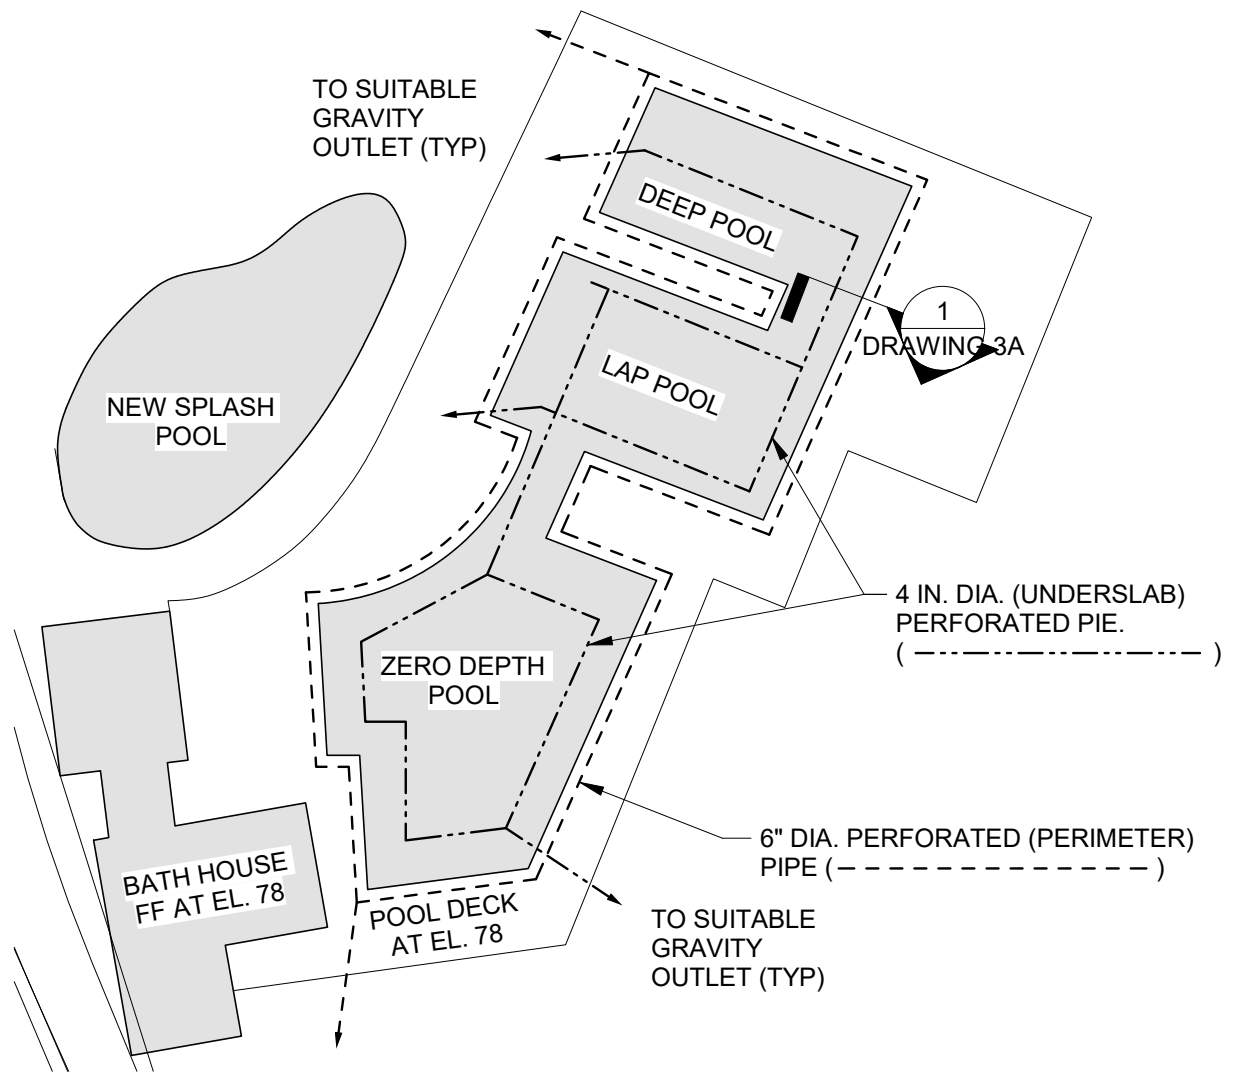 TO SUITABLE
GRAVITY
OUTLET (TYP)
DEEP POOL
1
DRAWING 3A
LAP POOL
NEW SPLASH
POOL
4 IN. DIA. (UNDERSLAB)
PERFORATED PIE.
( )
ZERO DEPTH
POOL
6" DIA. PERFORATED (PERIMETER)
PIPE ( )
BATH HOUSE
FF AT EL. 78
POOL DECK
AT EL. 78
TO SUITABLE
GRAVITY
OUTLET (TYP)